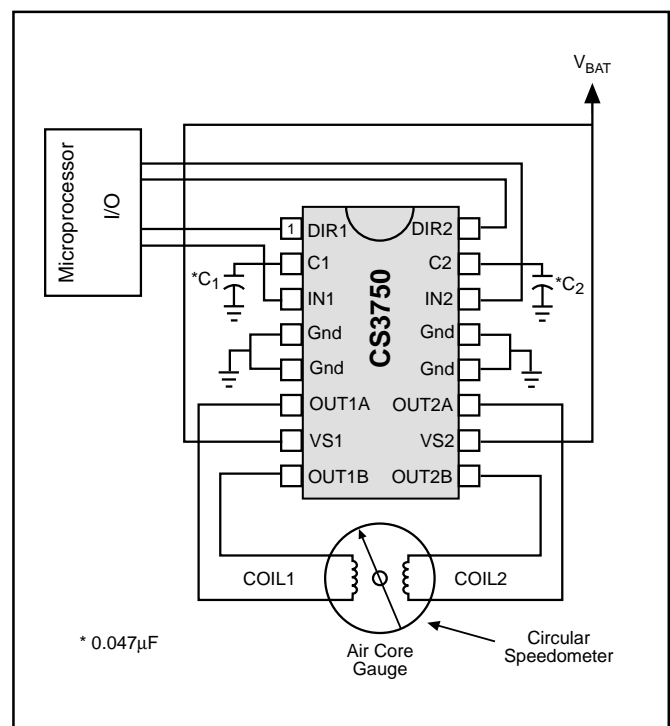 V_BAT
Microprocessor
I/O
1
DIR1
DIR2
*C₁
C1
C2
*C₂
IN1
IN2
CS3750
Gnd
Gnd
Gnd
Gnd
OUT1A
OUT2A
VS1
VS2
OUT1B
OUT2B
COIL1
COIL2
* 0.047µF
Air Core
Gauge
Circular
Speedometer